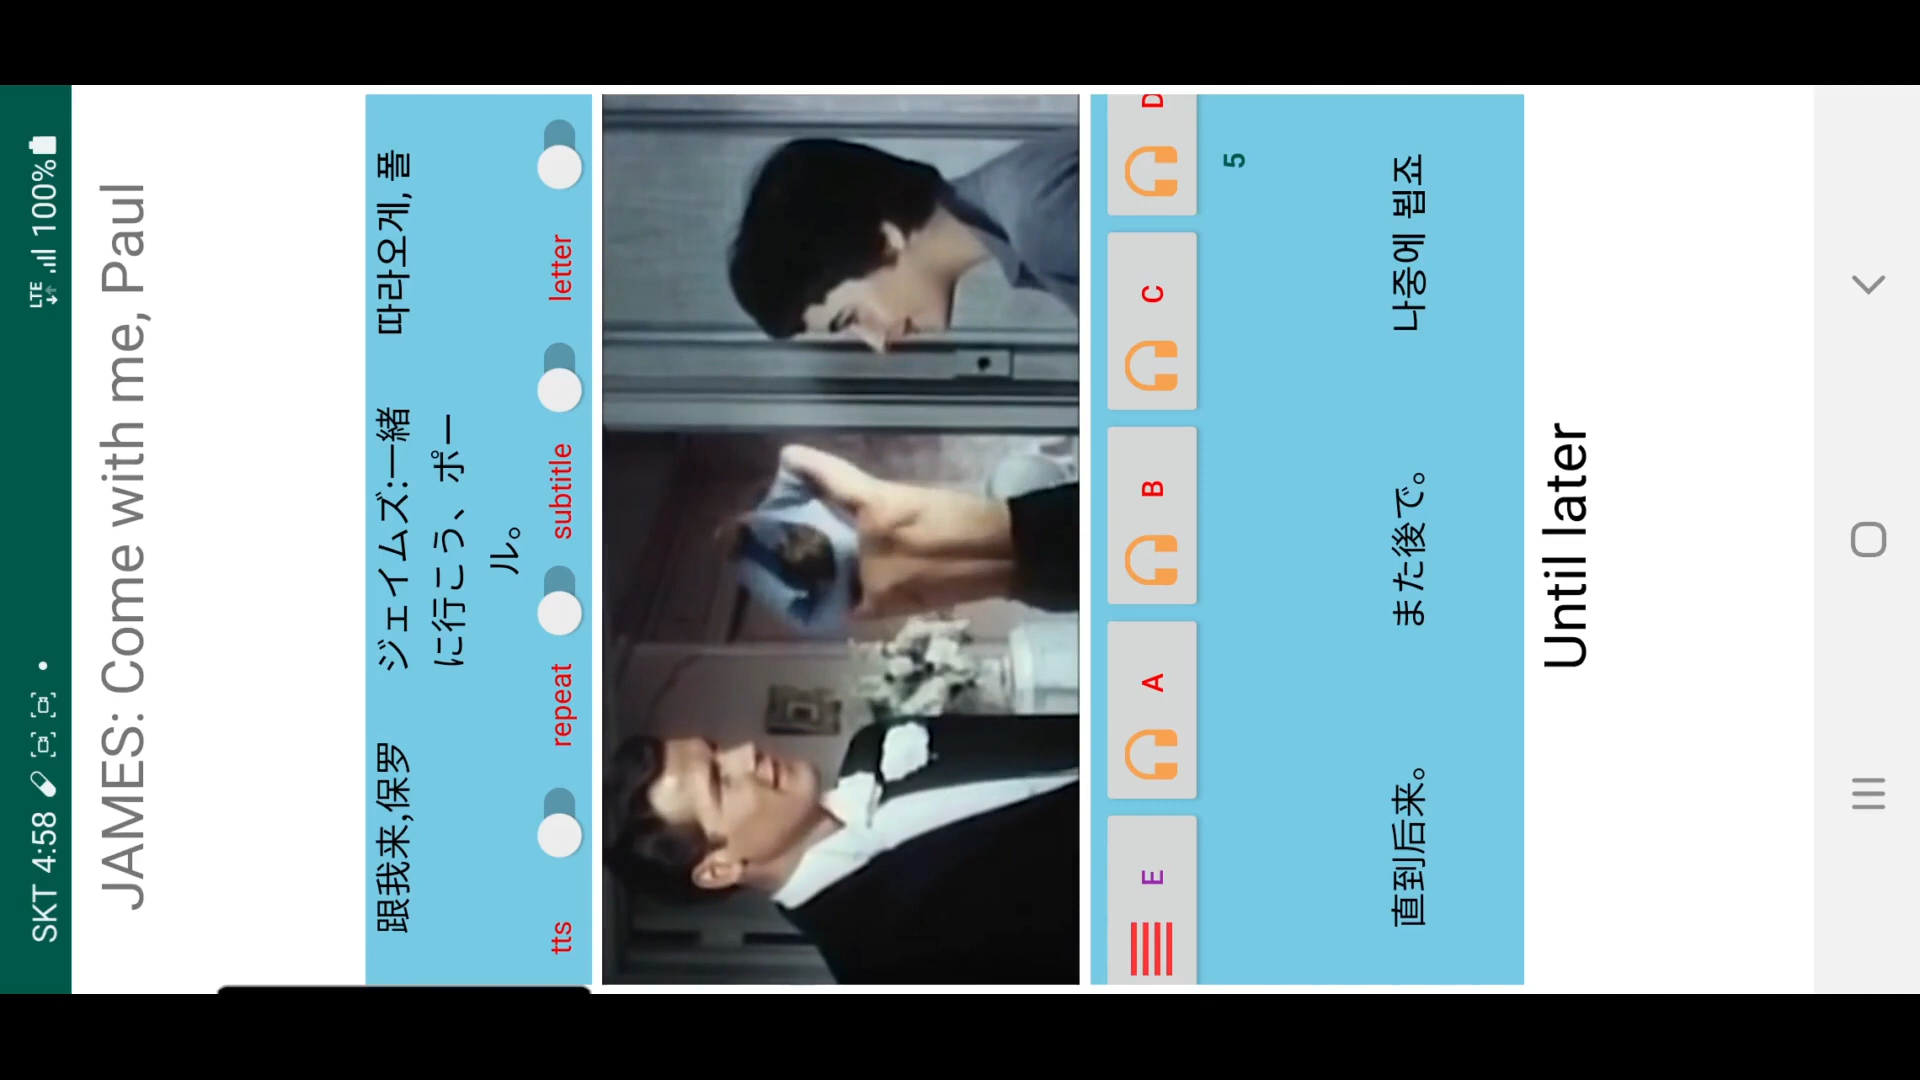 SKT 4:58 LTE 100%
JAMES: Come with me, Paul
跟我来,保罗
ジェイムズ:一緒
に行こう、ポー
ル。
따라오게, 폴
tts repeat subtitle letter
E A B C D
5
直到后来。
また後で。
나중에 뵙죠
Until later